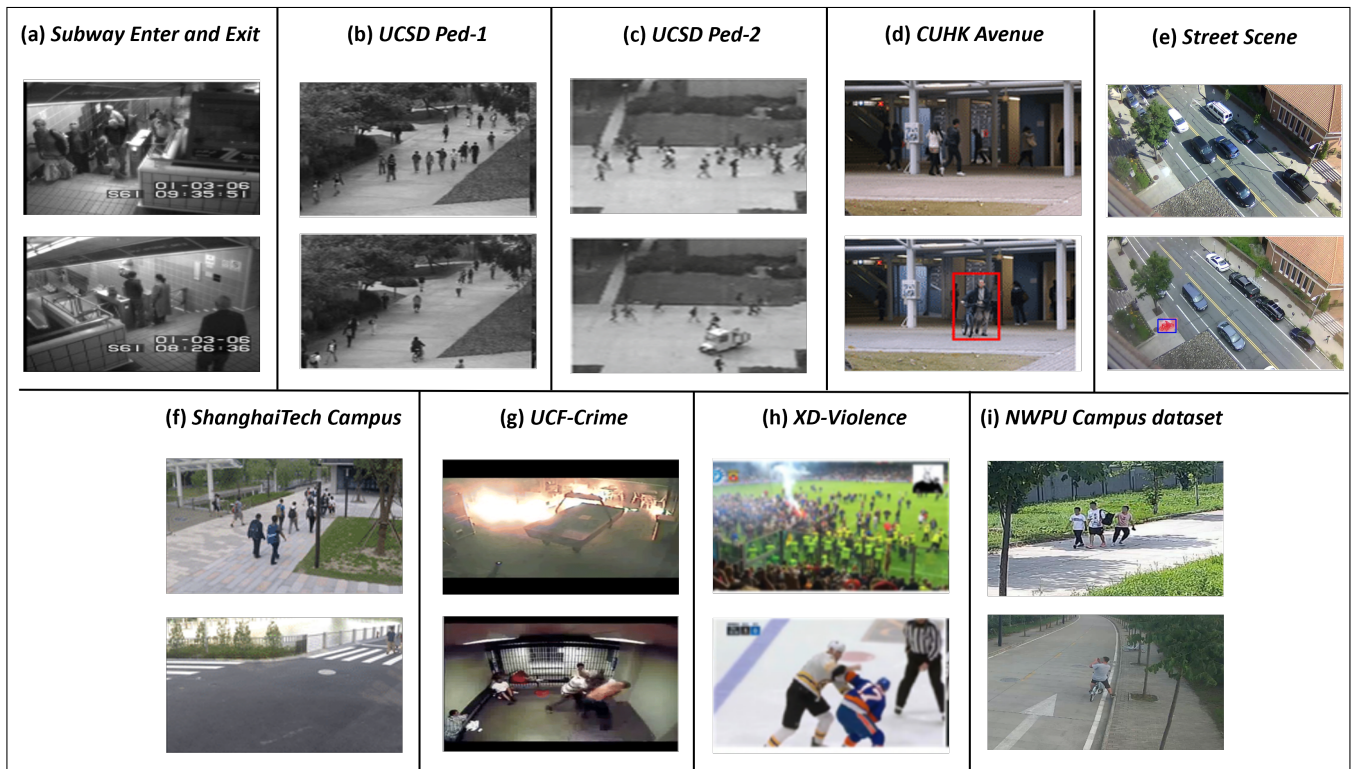 (a) Subway Enter and Exit
(b) UCSD Ped-1
(c) UCSD Ped-2
(d) CUHK Avenue
(e) Street Scene
S61 01-03-06
09:35:51
01-03-06
S61 08:26:36
(f) ShanghaiTech Campus
(g) UCF-Crime
(h) XD-Violence
(i) NWPU Campus dataset
17